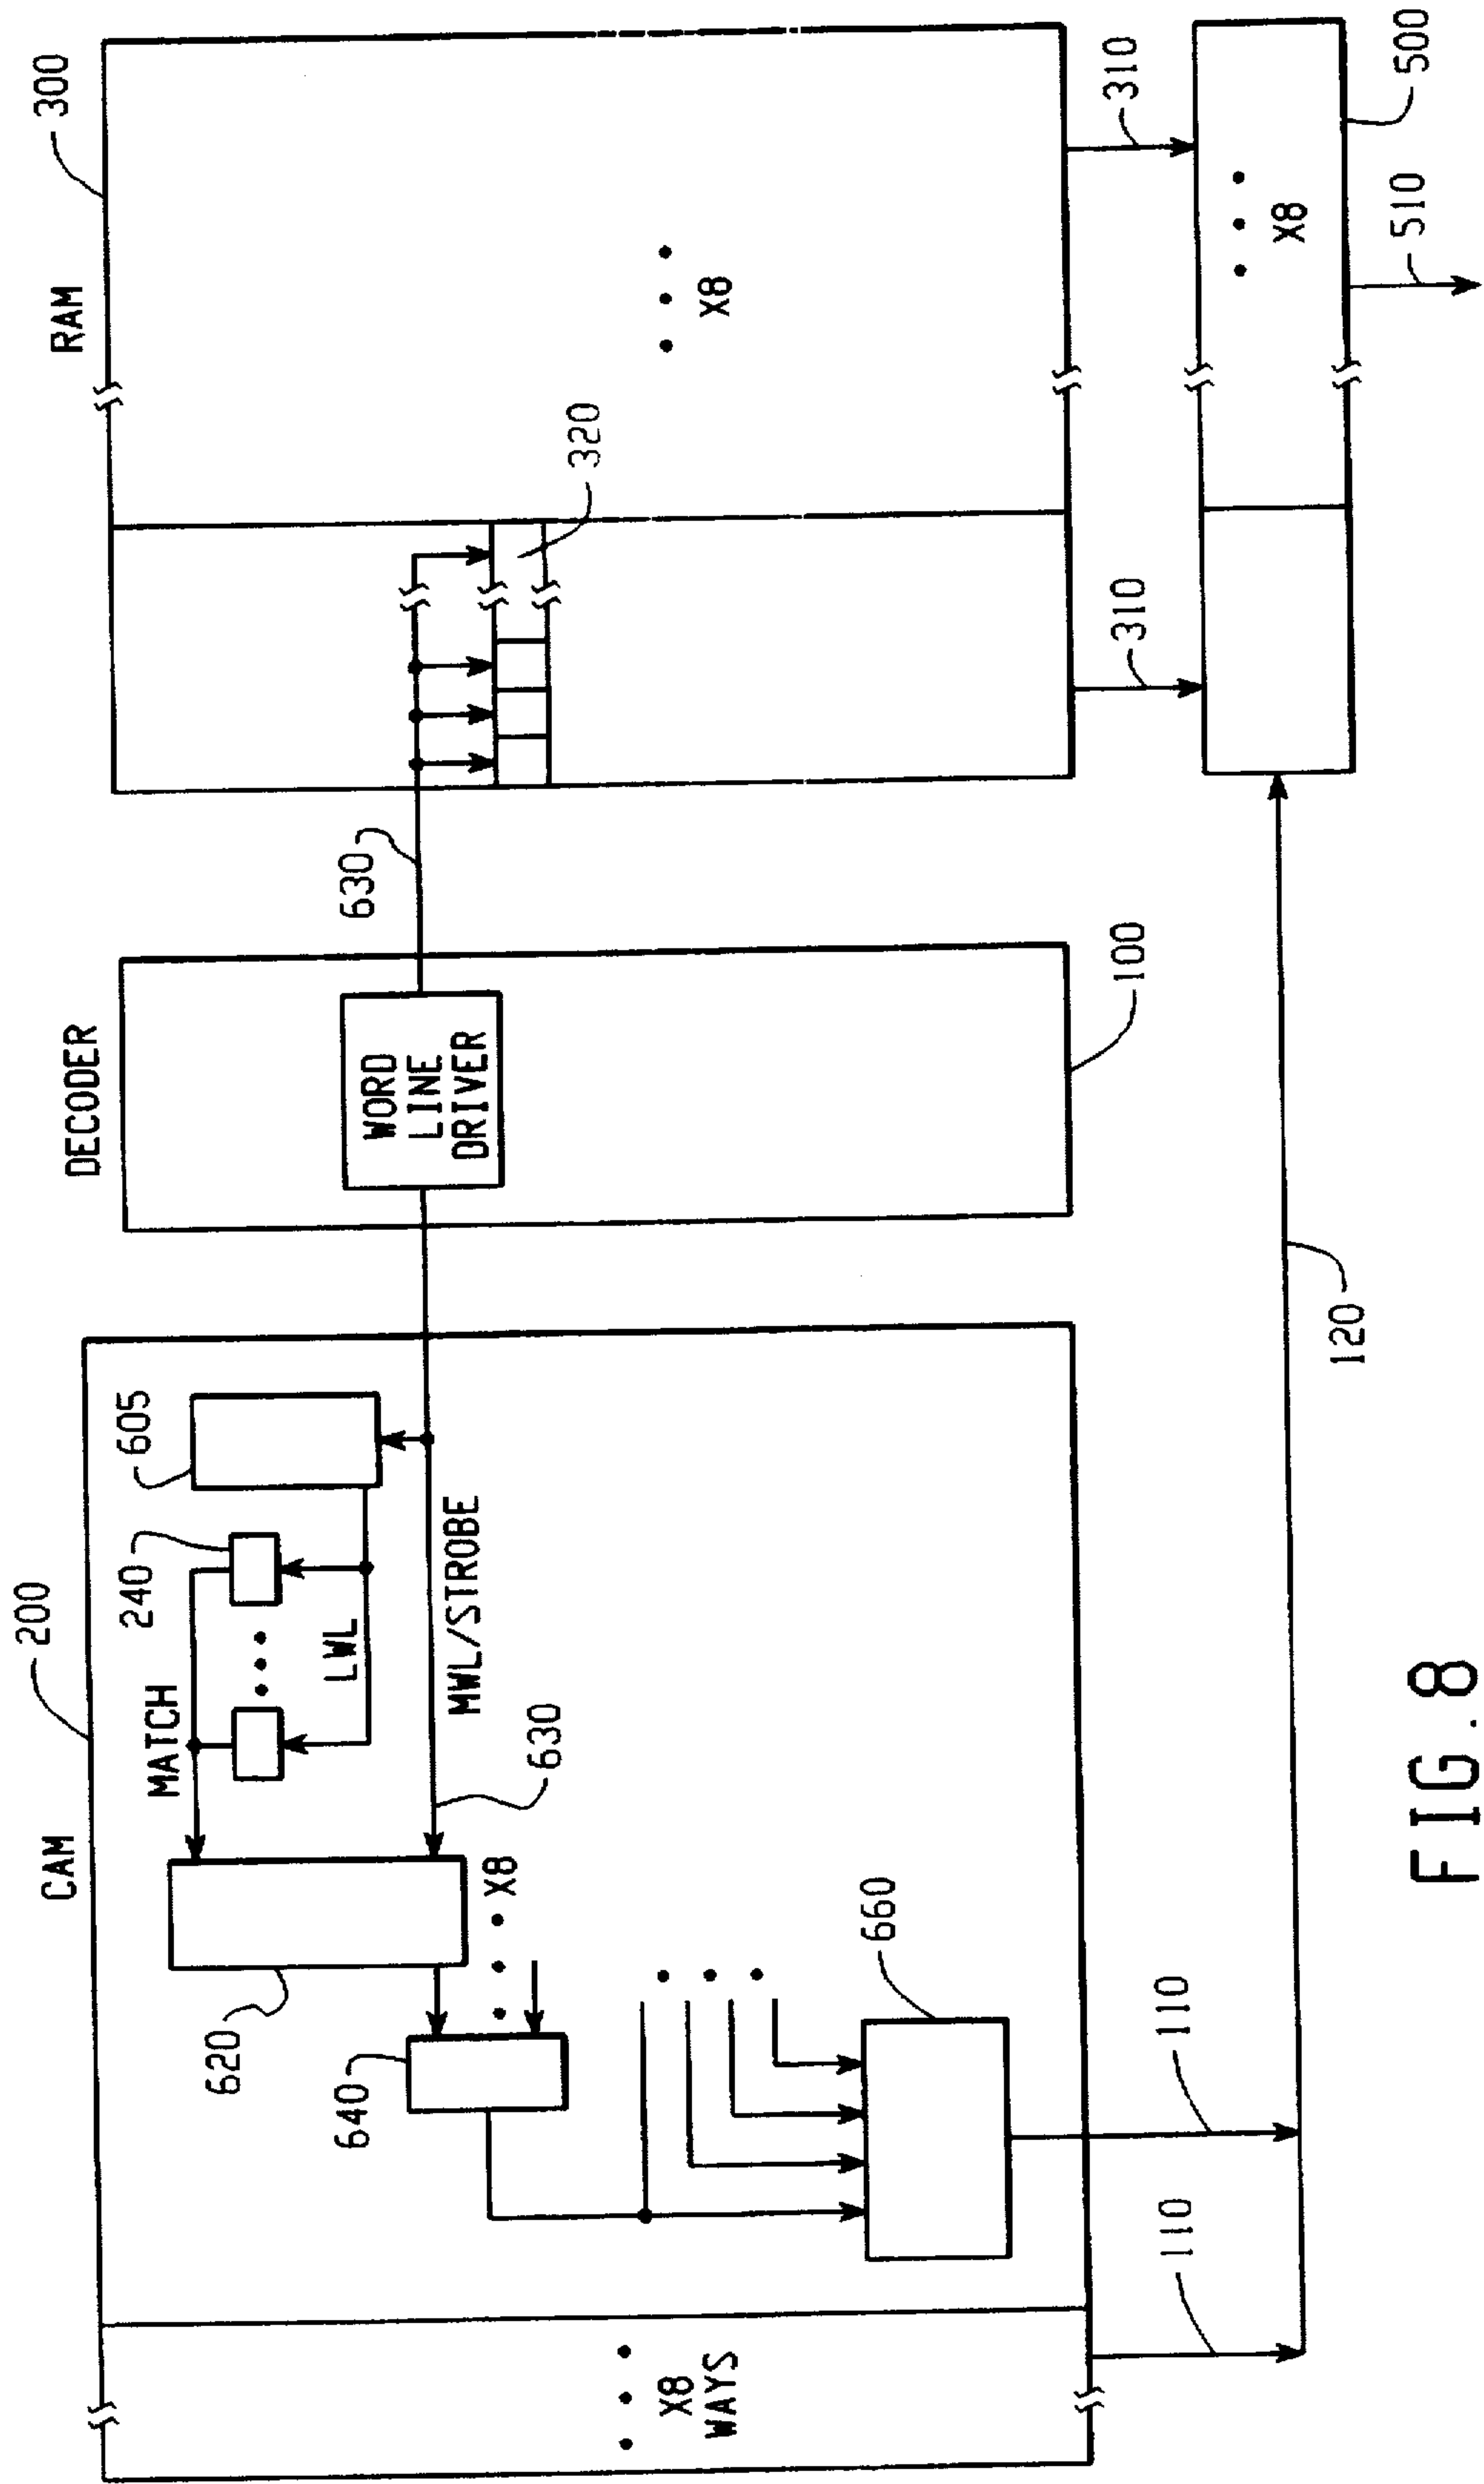 CAM
200
DECODER
RAM
300
MATCH
240
605
LWL
MWL/STROBE
630
620
X8
640
660
X8
WAYS
WORD
LINE
DRIVER
100
630
320
X8
110
110
120
310
310
X8
500
510
FIG.8